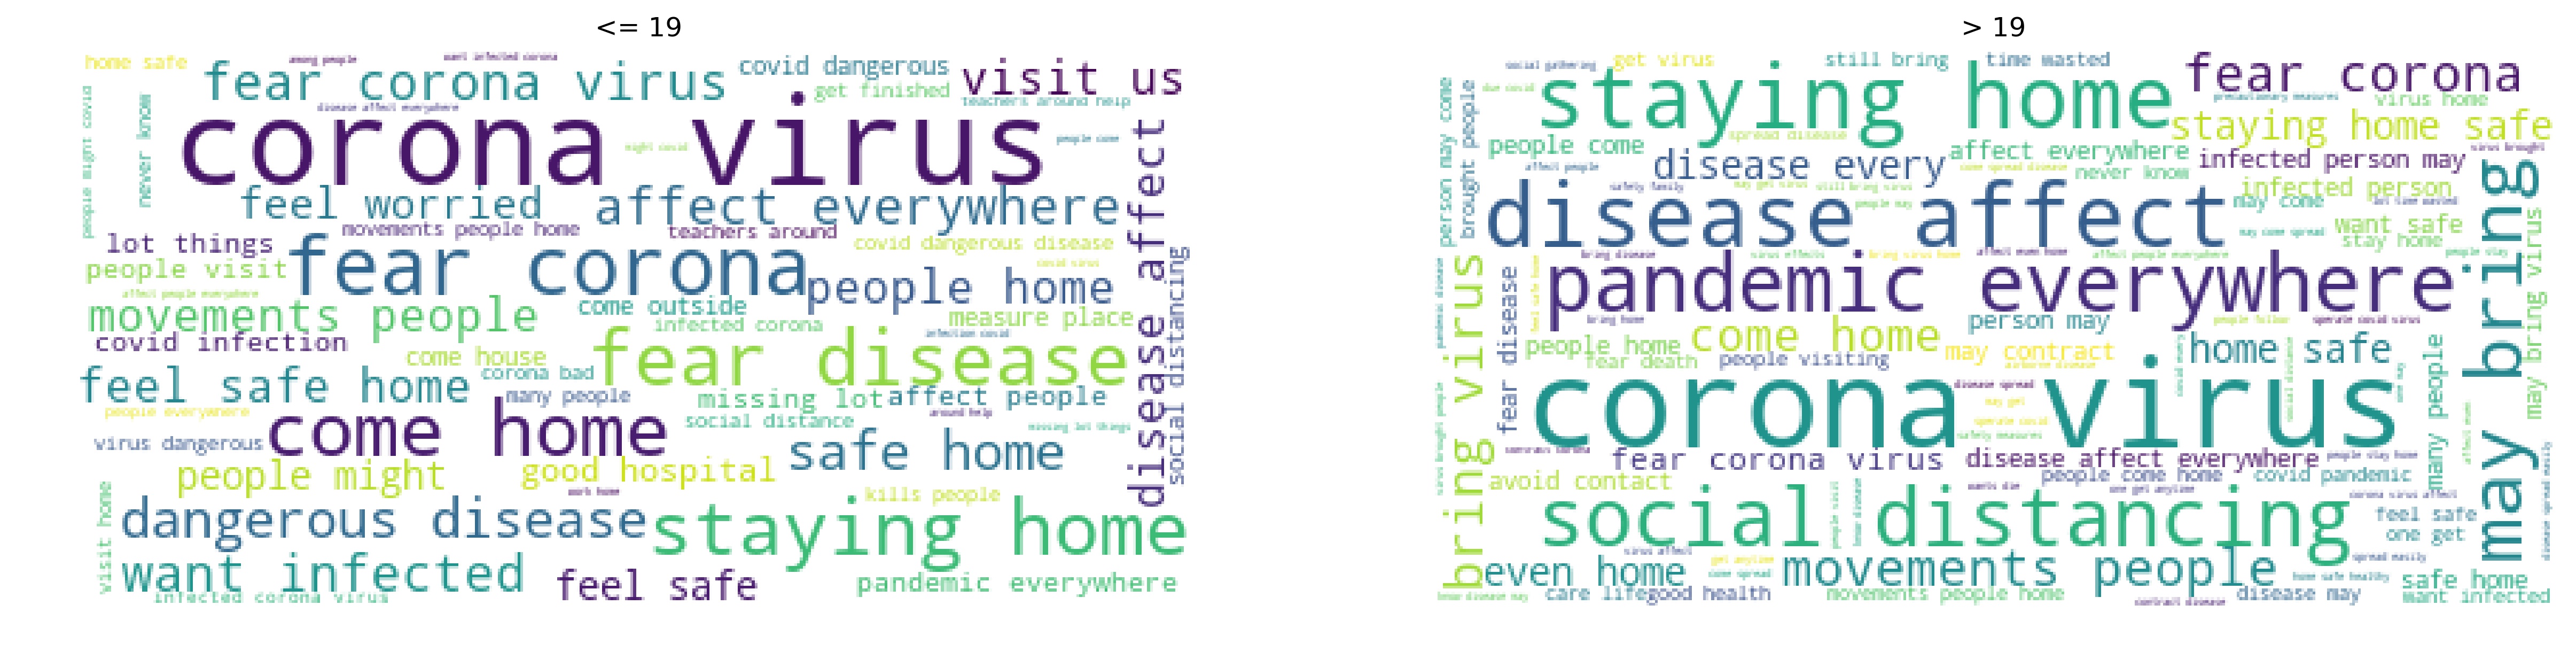 <= 19
home safe
among people
want infected corona
fear corona virus
covid dangerous
visit us
get finished
disease affect everywhere
teachers around help
people might covid
never know
corona virus
might covid
people come
disease affect
feel worried
affect everywhere
movements people home
teachers around
lot things
covid dangerous disease
people visit
fear corona
covid virus
people home
affect people everywhere
movements people
come outside
measure place
infected corona
social distancing
covid infection
infection covid
come house
fear disease
feel safe home
corona bad
many people
missing lot
affect people
people everywhere
around help
social distance
missing lot things
virus dangerous
come home
safe home
people might
good hospital
work home
kills people
visit home
dangerous disease
staying home
want infected
feel safe
pandemic everywhere
infected corona virus
> 19
social gathering
get virus
still bring
time wasted
fear corona
due covid
staying home
precautionary measures
virus home
person may come
brought people
spread disease
staying home safe
people come
disease every
affect everywhere
virus brought
infected person may
affect people
come spread disease
never know
safely family
may get virus
still bring virus
infected person
people may
may come
lot time wasted
disease affect
want safe
may come spread
stay home
may bring
bring disease
virus effects
bring virus home
affect even home
affect people everywhere
people stay
bring virus
fear disease
pandemic everywhere
may bring virus
pandemic disease
bring home
come home
person may
people follow
people home
fear death
people visiting
may contract
airborne disease
home safe
many people
disease spread
corona virus
may get
safety measures
contract corona
fear corona virus
disease affect everywhere
people stay home
avoid contact
people come home
covid pandemic
wants die
one get anytime
corona virus affect
social distancing
people visit
feel safe
one get
virus affect
get anytime
spread easily
even home
come spread
movements people
home safe healthy
safe home
care life
good health
movements people home
contract disease
disease may
want infected